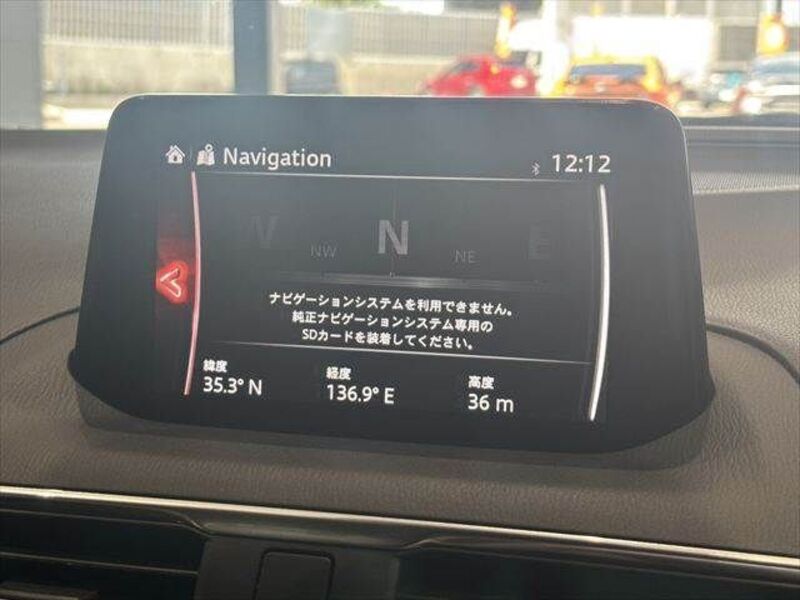 Navigation
12:12
W NW N NE E
ナビゲーションシステムを利用できません。
純正ナビゲーションシステム専用の
SDカードを装着してください。
緯度 経度 高度
35.3° N 136.9° E 36 m